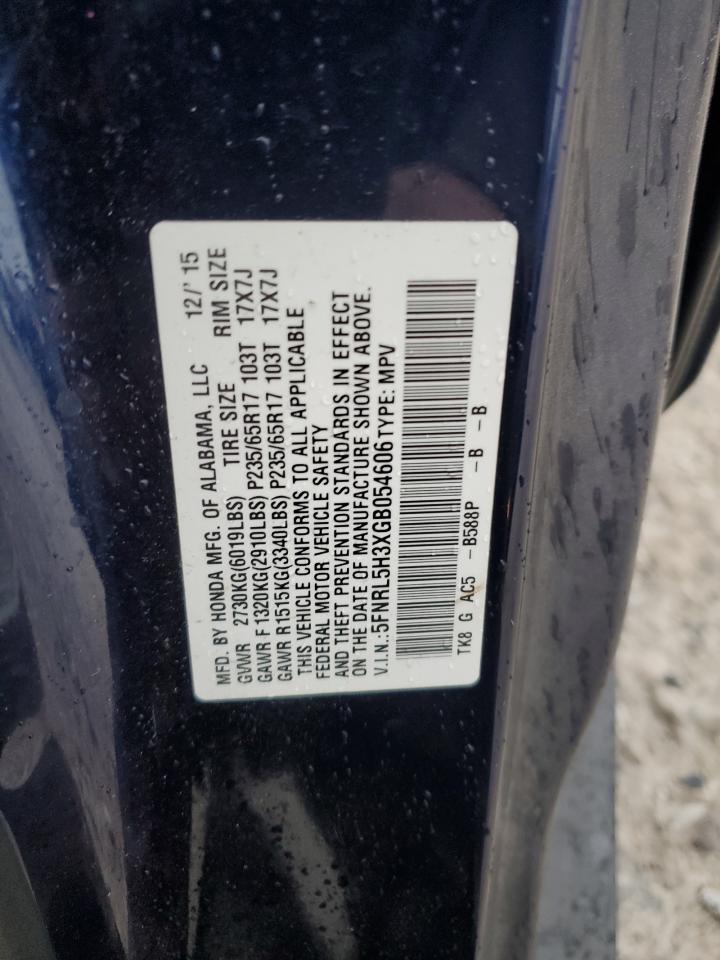 MFD. BY HONDA MFG. OF ALABAMA, LLC 12/' 15
GVWR 2730KG(6019LBS) TIRE SIZE RIM SIZE
GAWR F 1320KG(2910LBS) P235/65R17 103T 17X7J
GAWR R1515KG(3340LBS) P235/65R17 103T 17X7J
THIS VEHICLE CONFORMS TO ALL APPLICABLE
FEDERAL MOTOR VEHICLE SAFETY
AND THEFT PREVENTION STANDARDS IN EFFECT
ON THE DATE OF MANUFACTURE SHOWN ABOVE.
V.I.N.:5FNRL5H3XGB054606 TYPE: MPV
TK8 G AC5 -B588P -B -B